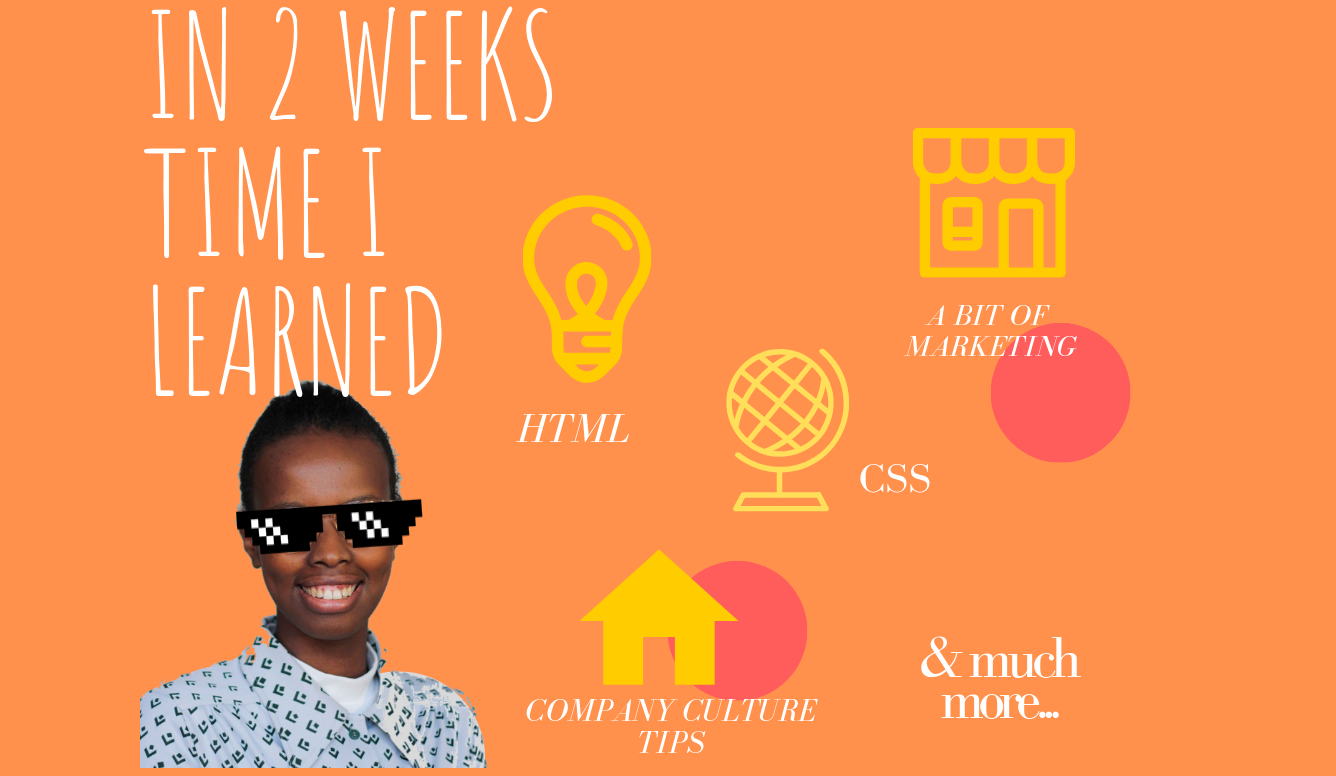 IN 2 WEEKS
TIME I
LEARNED
HTML
CSS
A BIT OF
MARKETING
COMPANY CULTURE
TIPS
& much
more...